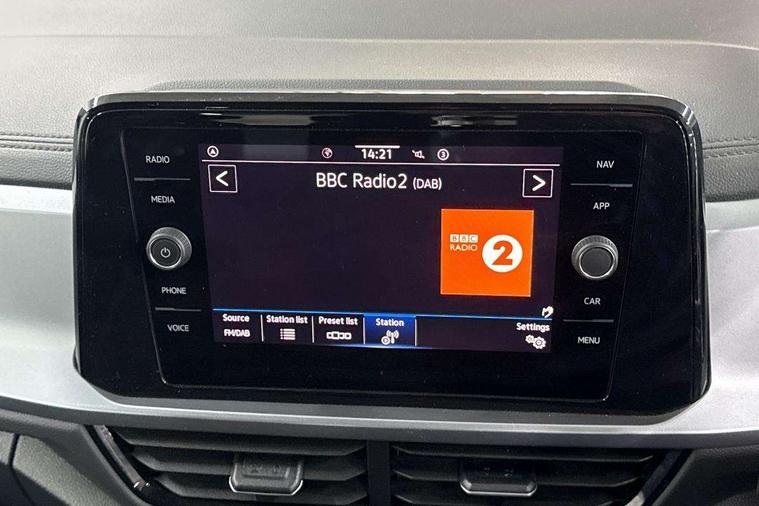 RADIO
MEDIA
PHONE
VOICE
A
14:21
3
BBC Radio2 (DAB)
BBC
RADIO
2
Source
FM/DAB
Station list
Preset list
Station
Settings
NAV
APP
CAR
MENU